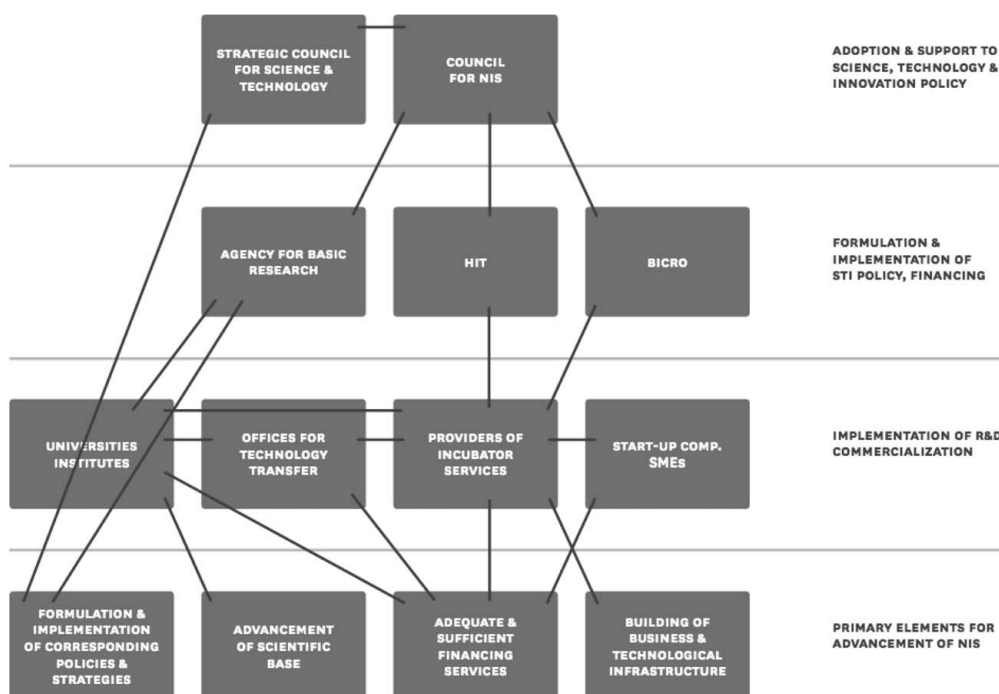 STRATEGIC COUNCIL
FOR SCIENCE &
TECHNOLOGY
COUNCIL
FOR NIS
ADOPTION & SUPPORT TO
SCIENCE, TECHNOLOGY &
INNOVATION POLICY
AGENCY FOR BASIC
RESEARCH
HIT
BICRO
FORMULATION &
IMPLEMENTATION OF
STI POLICY, FINANCING
UNIVERSITIES
INSTITUTES
OFFICES FOR
TECHNOLOGY
TRANSFER
PROVIDERS OF
INCUBATOR
SERVICES
START-UP COMP.
SMEs
IMPLEMENTATION OF R&D
COMMERCIALIZATION
FORMULATION &
IMPLEMENTATION
OF CORRESPONDING
POLICIES &
STRATEGIES
ADVANCEMENT
OF SCIENTIFIC
BASE
ADEQUATE &
SUFFICIENT
FINANCING
SERVICES
BUILDING OF
BUSINESS &
TECHNOLOGICAL
INFRASTRUCTURE
PRIMARY ELEMENTS FOR
ADVANCEMENT OF NIS